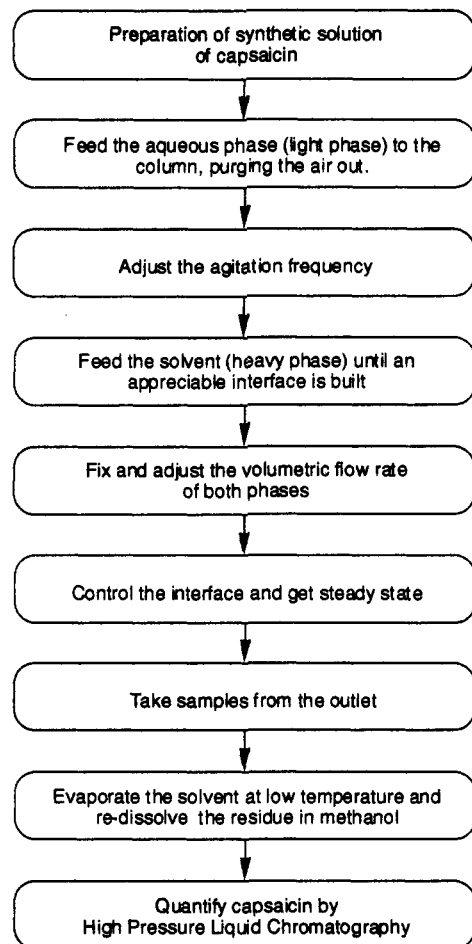 Preparation of synthetic solution
of capsaicin
Feed the aqueous phase (light phase) to the
column, purging the air out.
Adjust the agitation frequency
Feed the solvent (heavy phase) until an
appreciable interface is built
Fix and adjust the volumetric flow rate
of both phases
Control the interface and get steady state
Take samples from the outlet
Evaporate the solvent at low temperature and
re-dissolve the residue in methanol
Quantify capsaicin by
High Pressure Liquid Chromatography